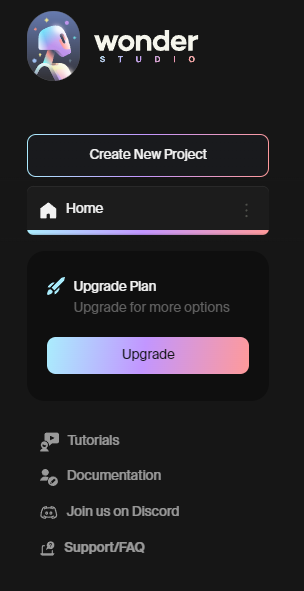 wonder
STUDIO
Create New Project
Home
Upgrade Plan
Upgrade for more options
Upgrade
Tutorials
Documentation
Join us on Discord
Support/FAQ